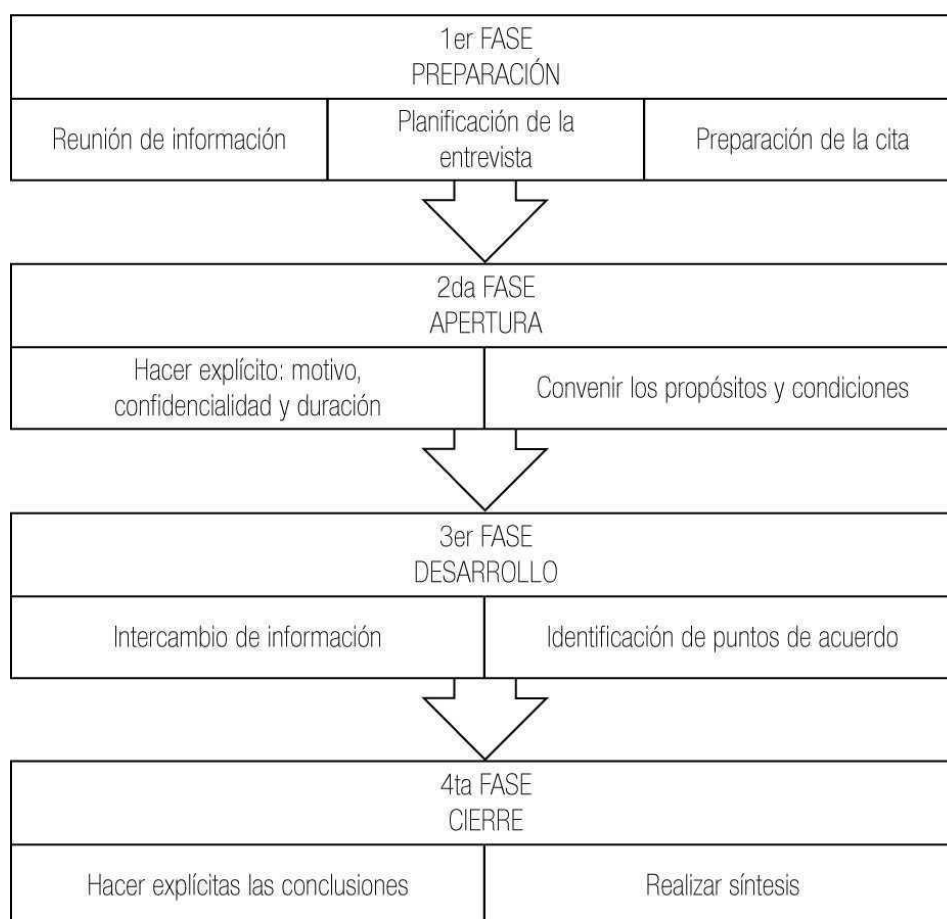 1er FASE
PREPARACIÓN
Reunión de información
Planificación de la
entrevista
Preparación de la cita
2da FASE
APERTURA
Hacer explícito: motivo,
confidencialidad y duración
Convenir los propósitos y condiciones
3er FASE
DESARROLLO
Intercambio de información
Identificación de puntos de acuerdo
4ta FASE
CIERRE
Hacer explícitas las conclusiones
Realizar síntesis